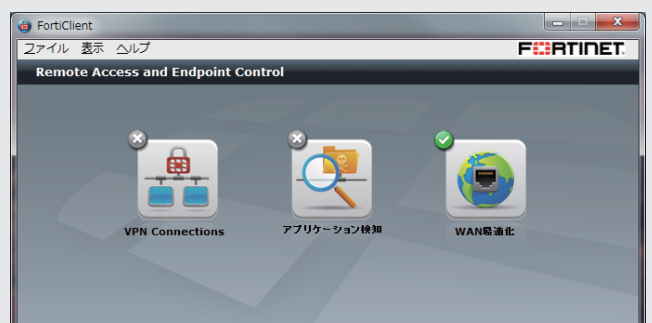 FortiClient
ファイル 表示 ヘルプ
FORTINET
Remote Access and Endpoint Control
VPN Connections
アプリケーション検知
WAN最適化